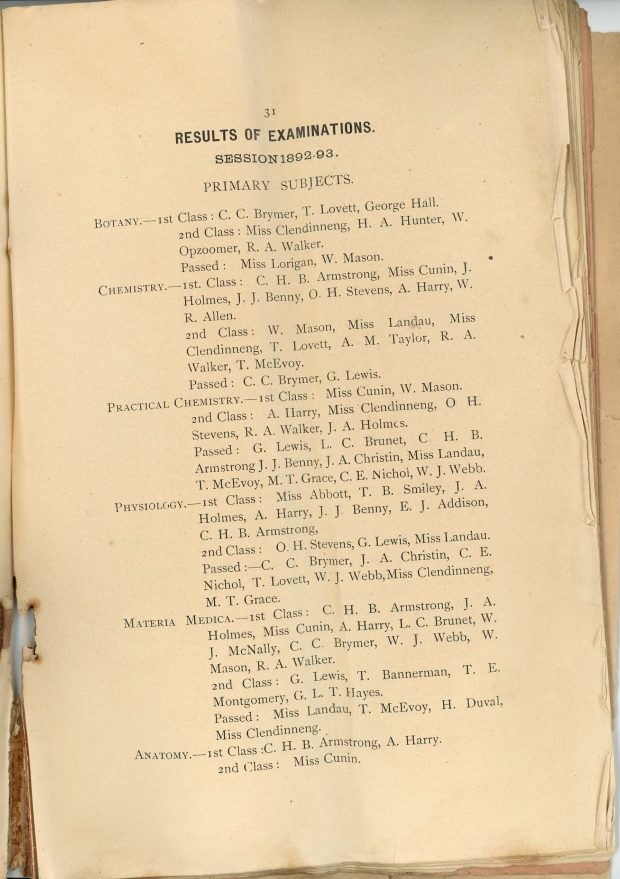 31
RESULTS OF EXAMINATIONS.
SESSION 1892-93.
PRIMARY SUBJECTS.
BOTANY.—1st Class: C. C. Brymer, T. Lovett, George Hall.
2nd Class: Miss Clendinneng, H. A. Hunter, W.
Opzoomer, R. A. Walker.
Passed: Miss Lorigan, W. Mason.
CHEMISTRY.—1st. Class: C. H. B. Armstrong, Miss Cunin, J.
Holmes, J. J. Benny, O. H. Stevens, A. Harry, W.
R. Allen.
2nd Class: W. Mason, Miss Landau, Miss
Clendinneng, T. Lovett, A. M. Taylor, R. A.
Walker, T. McEvoy.
Passed: C. C. Brymer, G. Lewis.
PRACTICAL CHEMISTRY.—1st Class: Miss Cunin, W. Mason.
2nd Class: A. Harry, Miss Clendinneng, O H.
Stevens, R. A. Walker, J. A. Holmes.
Passed: G. Lewis, L. C. Brunet, C H. B.
Armstrong J. J. Benny, J. A. Christin, Miss Landau,
T. McEvoy, M. T. Grace, C. E. Nichol, W. J. Webb.
PHYSIOLOGY.—1st Class: Miss Abbott, T. B. Smiley, J. A.
Holmes, A. Harry, J. J. Benny, E. J. Addison,
C. H. B. Armstrong,
2nd Class: O. H. Stevens, G. Lewis, Miss Landau.
Passed:—C. C. Brymer, J. A. Christin, C. E.
Nichol, T. Lovett, W. J. Webb, Miss Clendinneng,
M. T. Grace.
MATERIA MEDICA.—1st Class: C. H. B. Armstrong, J. A.
Holmes, Miss Cunin, A. Harry, L. C. Brunet, W.
J. McNally, C. C. Brymer, W. J. Webb, W.
Mason, R. A. Walker.
2nd Class: G. Lewis, T. Bannerman, T. E.
Montgomery, G. L. T. Hayes.
Passed: Miss Landau, T. McEvoy, H. Duval,
Miss Clendinneng.
ANATOMY.—1st Class :C. H. B. Armstrong, A. Harry.
2nd Class: Miss Cunin.